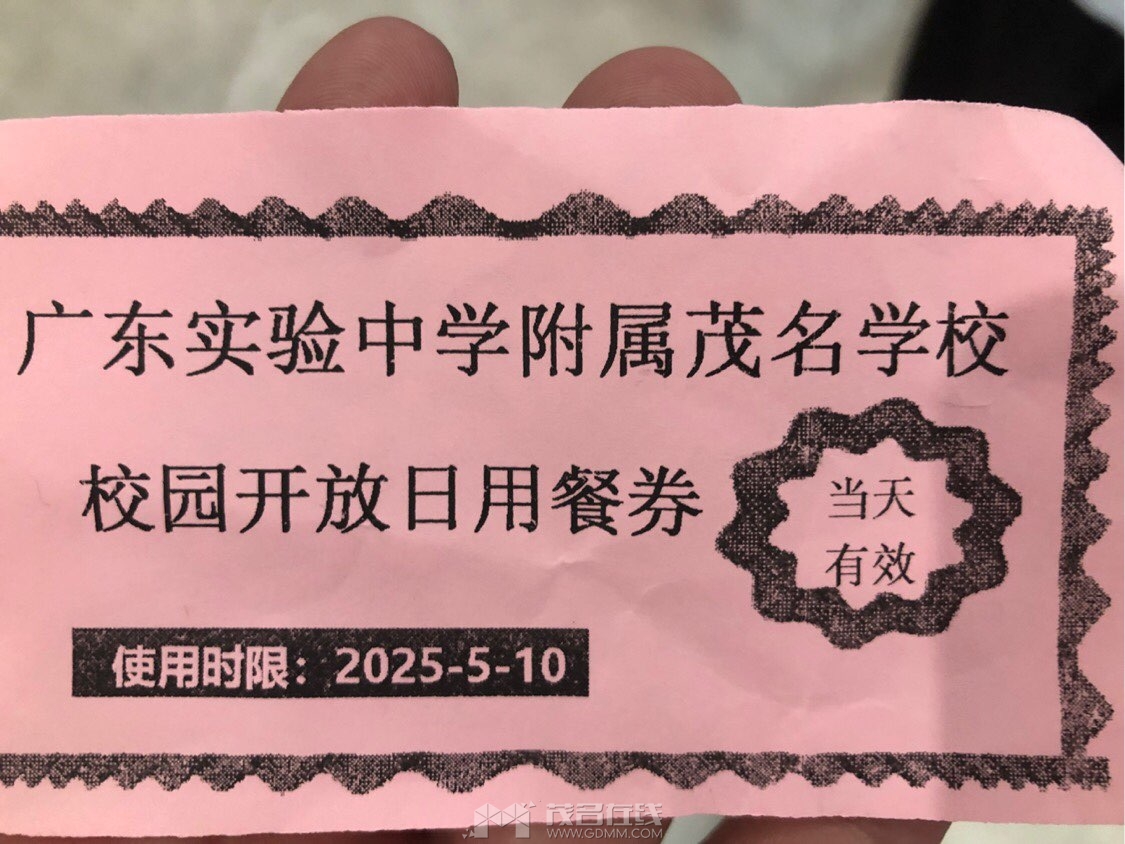 广东实验中学附属茂名学校
校园开放日用餐券
当天
有效
使用时限：2025-5-10
茂名在线
WWW.GDMM.COM